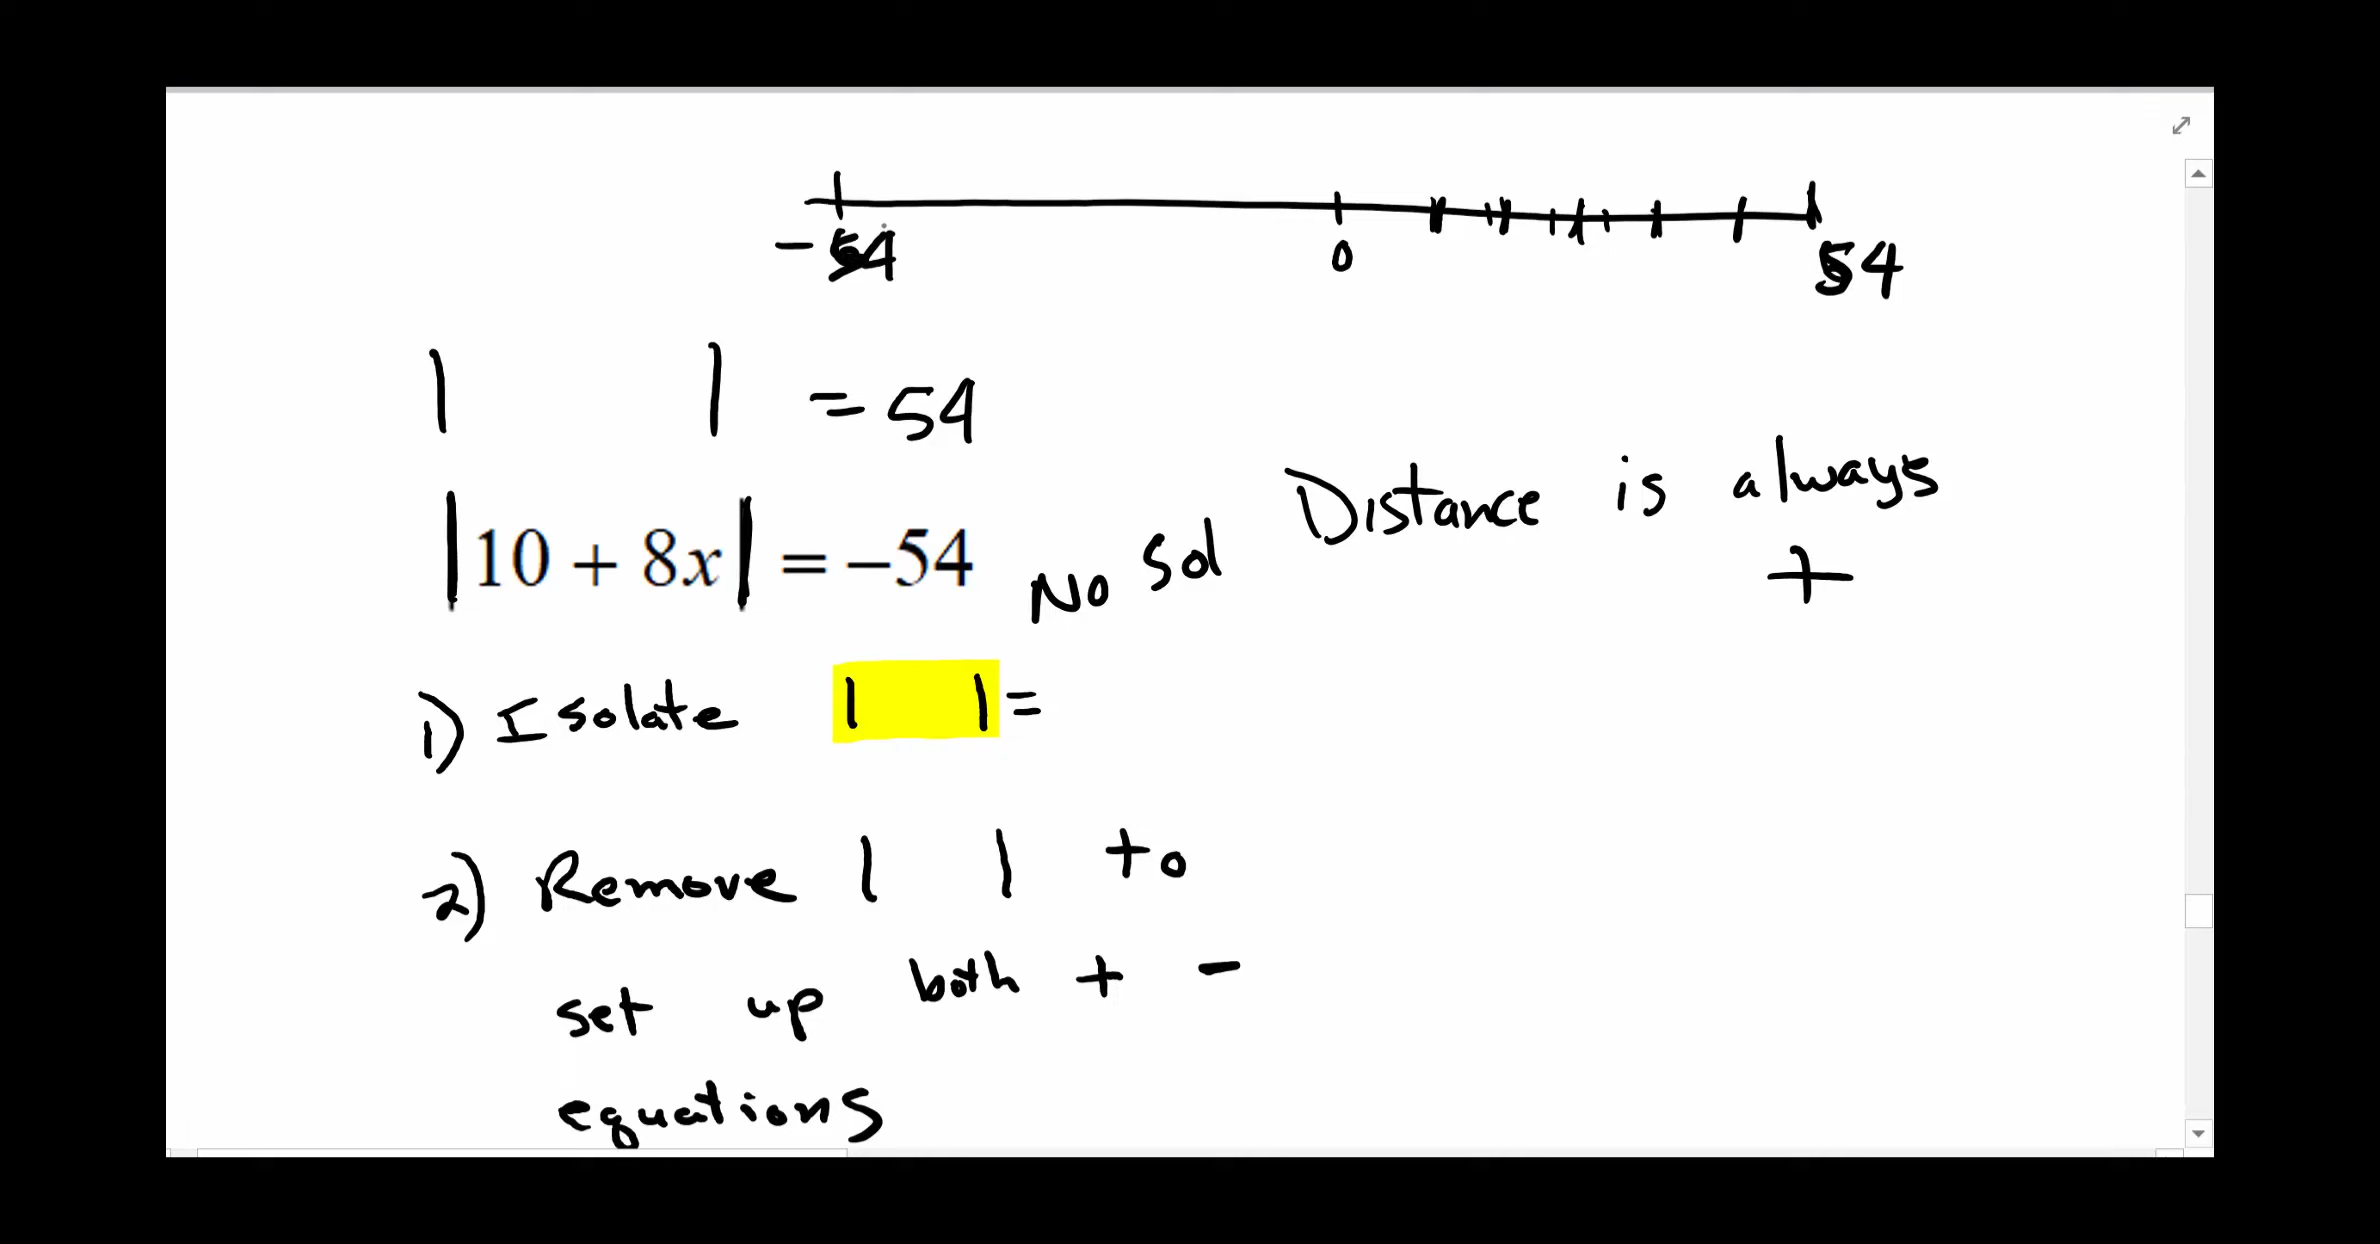 -54 0 54
| | = 54
|10 + 8x| = −54 No Sol
Distance is always
+
1) Isolate | | =
2) Remove | | to
set up both + -
equations